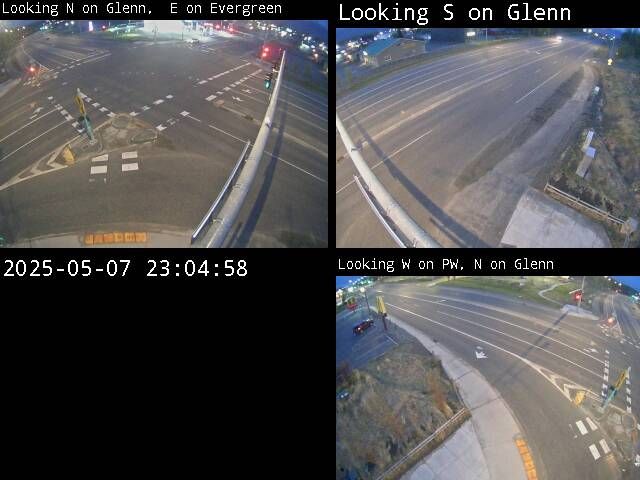 Looking N on Glenn,  E on Evergreen
Looking S on Glenn
2025-05-07 23:04:58
Looking W on PW, N on Glenn